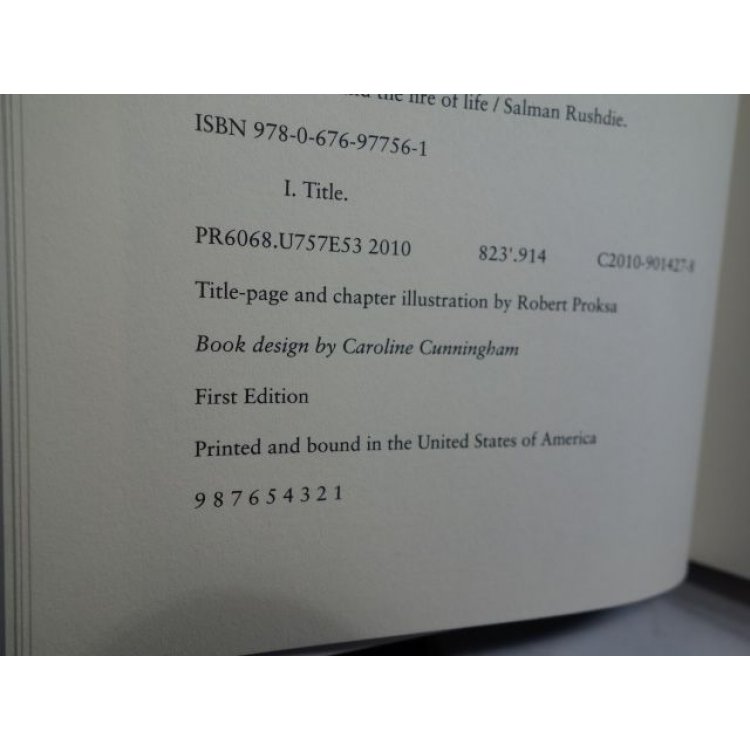 the fire of life / Salman Rushdie.
ISBN 978-0-676-97756-1
I. Title.
PR6068.U757E53 2010 823'.914 C2010-901427-8
Title-page and chapter illustration by Robert Proksa
Book design by Caroline Cunningham
First Edition
Printed and bound in the United States of America
9 8 7 6 5 4 3 2 1